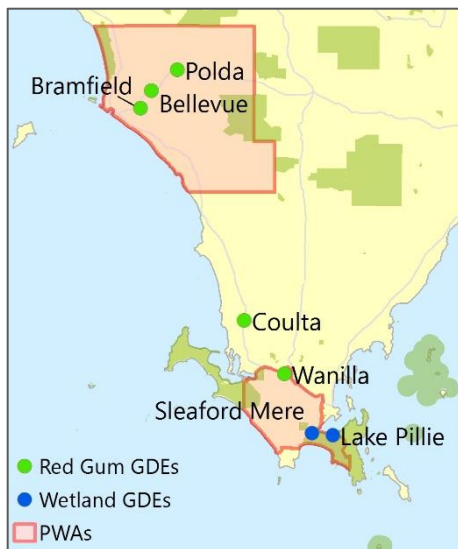 Polda
Bramfield
Bellevue
Coulta
Wanilla
Sleaford Mere
Lake Pillie
Red Gum GDEs
Wetland GDEs
PWAs